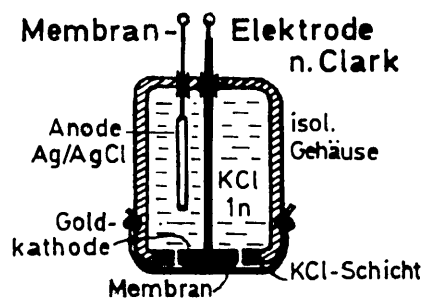 Membran- Elektrode
n. Clark
Anode
Ag/AgCl
isol.
Gehäuse
KCl
1n
Gold-
kathode
KCl-Schicht
Membran